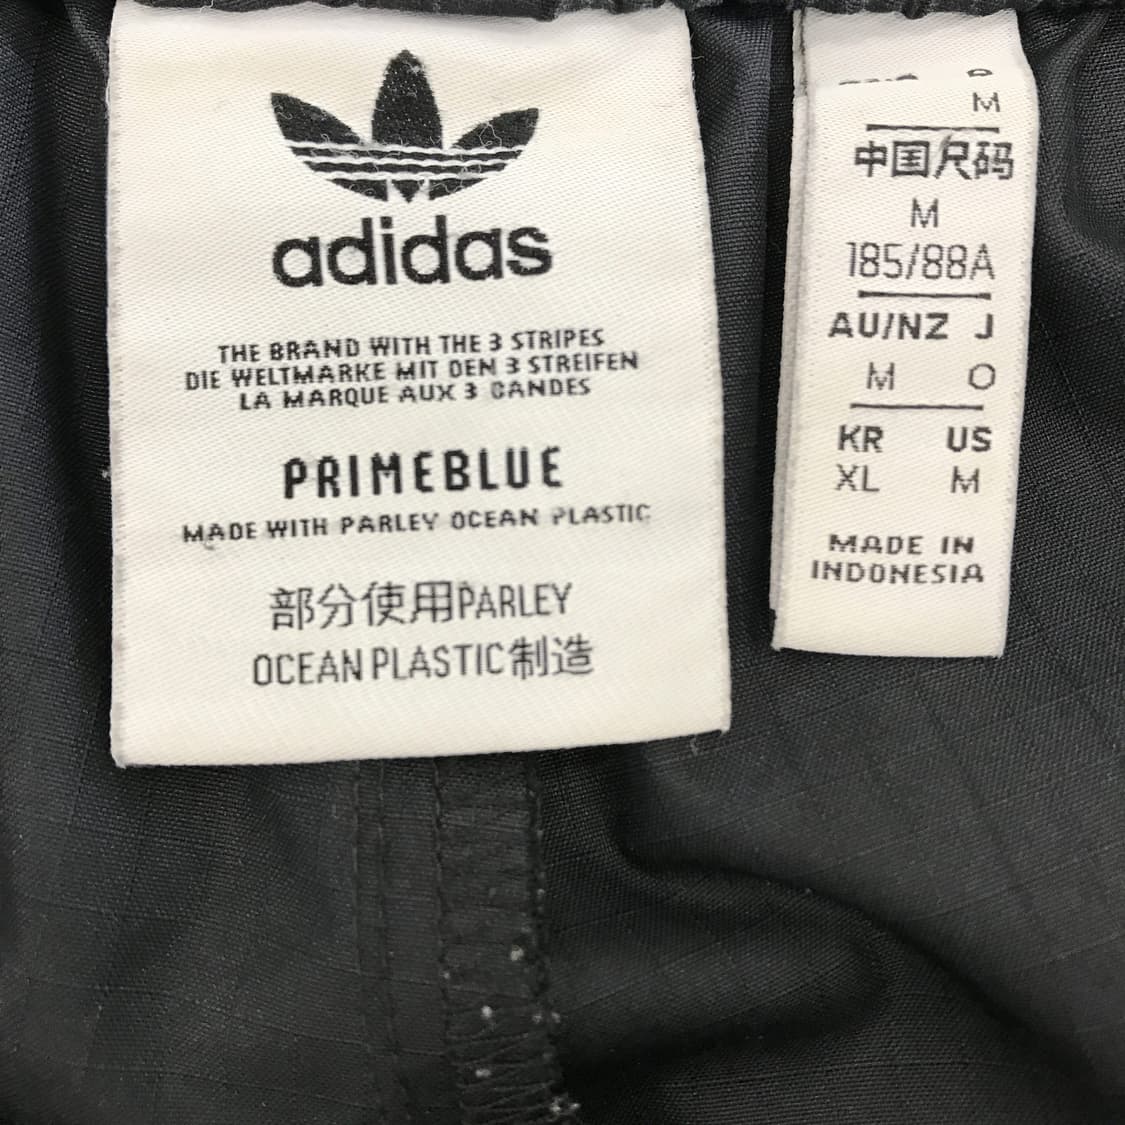 adidas
THE BRAND WITH THE 3 STRIPES
DIE WELTMARKE MIT DEN 3 STREIFEN
LA MARQUE AUX 3 BANDES
PRIMEBLUE
MADE WITH PARLEY OCEAN PLASTIC
部分使用PARLEY
OCEAN PLASTIC制造
M
中国尺码
M
185/88A
AU/NZ J
M O
KR US
XL M
MADE IN
INDONESIA